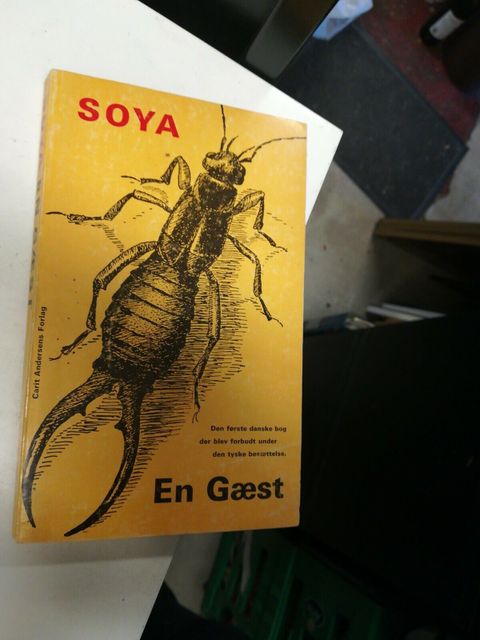 SOYA
Carit Andersens Forlag
Den første danske bog
der blev forbudt under
den tyske besættelse.
En Gæst